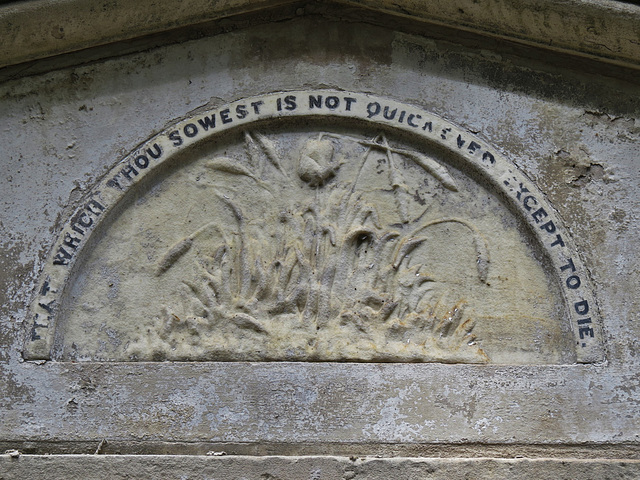 THAT WHICH THOU SOWEST IS NOT QUICKENED EXCEPT TO DIE.